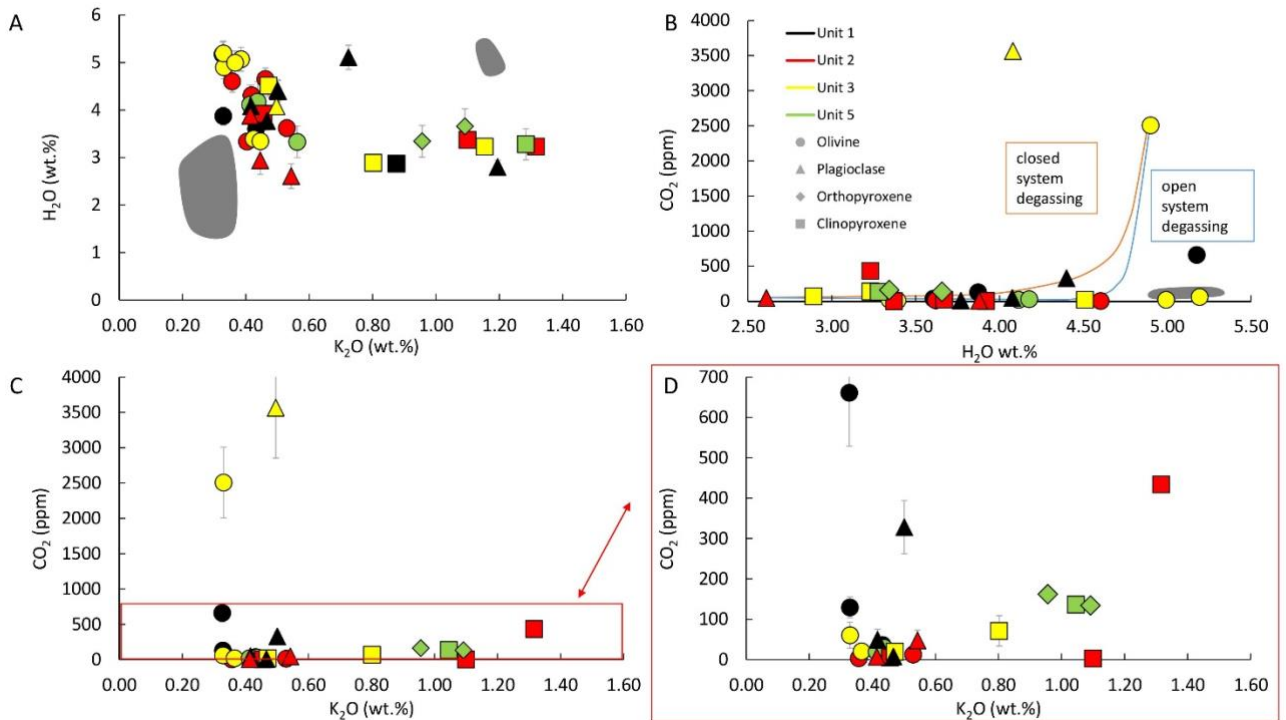 A
6
5
4
3
2
1
0
H₂O (wt.%)
0.00 0.20 0.40 0.60 0.80 1.00 1.20 1.40 1.60
K₂O (wt.%)
B
4000
3500
3000
2500
2000
1500
1000
500
0
CO₂ (ppm)
Unit 1
Unit 2
Unit 3
Unit 5
Olivine
Plagioclase
Orthopyroxene
Clinopyroxene
closed
system
degassing
open
system
degassing
2.50 3.00 3.50 4.00 4.50 5.00 5.50
H₂O wt.%
C
4000
3500
3000
2500
2000
1500
1000
500
0
CO₂ (ppm)
0.00 0.20 0.40 0.60 0.80 1.00 1.20 1.40 1.60
K₂O (wt.%)
D
700
600
500
400
300
200
100
0
CO₂ (ppm)
0.00 0.20 0.40 0.60 0.80 1.00 1.20 1.40 1.60
K₂O (wt.%)